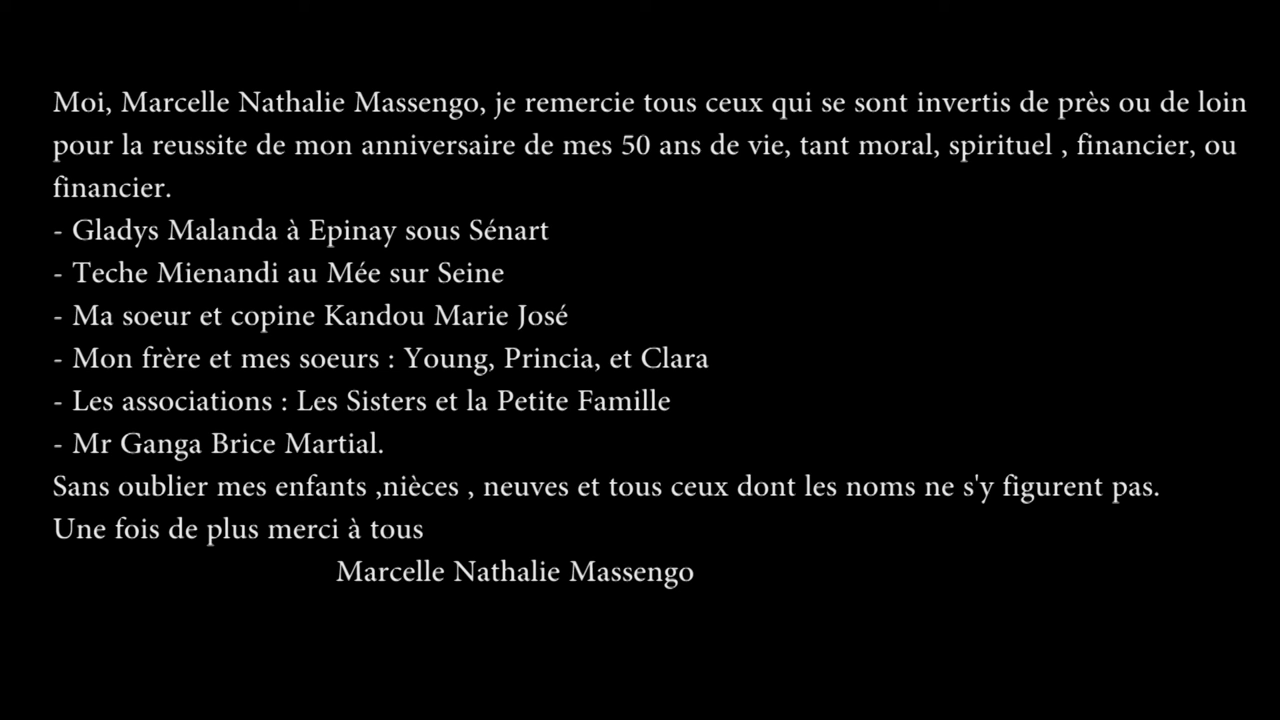 Moi, Marcelle Nathalie Massengo, je remercie tous ceux qui se sont invertis de près ou de loin
pour la reussite de mon anniversaire de mes 50 ans de vie, tant moral, spirituel , financier, ou
financier.
- Gladys Malanda à Epinay sous Sénart
- Teche Mienandi au Mée sur Seine
- Ma soeur et copine Kandou Marie José
- Mon frère et mes soeurs : Young, Princia, et Clara
- Les associations : Les Sisters et la Petite Famille
- Mr Ganga Brice Martial.
Sans oublier mes enfants ,nièces , neuves et tous ceux dont les noms ne s'y figurent pas.
Une fois de plus merci à tous
Marcelle Nathalie Massengo